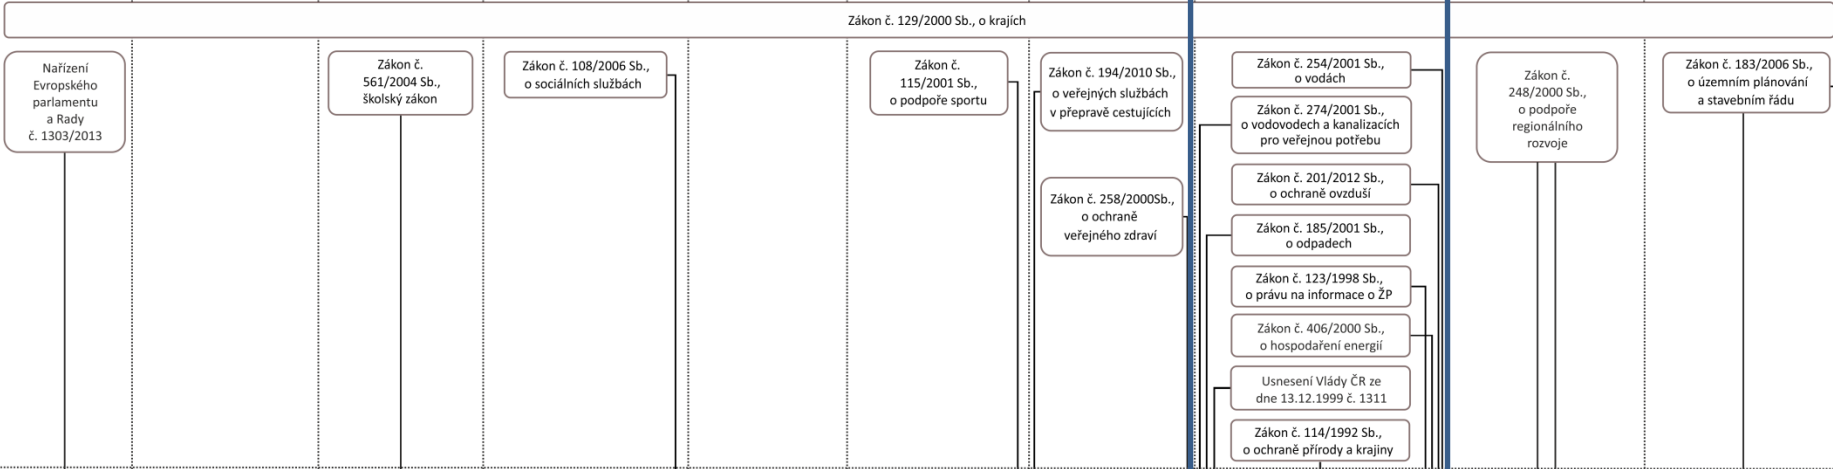 Zákon č. 129/2000 Sb., o krajích
Nařízení
Evropského
parlamentu
a Rady
č. 1303/2013
Zákon č.
561/2004 Sb.,
školský zákon
Zákon č. 108/2006 Sb.,
o sociálních službách
Zákon č.
115/2001 Sb.,
o podpoře sportu
Zákon č. 194/2010 Sb.,
o veřejných službách
v přepravě cestujících
Zákon č. 258/2000Sb.,
o ochraně
veřejného zdraví
Zákon č. 254/2001 Sb.,
o vodách
Zákon č. 274/2001 Sb.,
o vodovodech a kanalizacích
pro veřejnou potřebu
Zákon č. 201/2012 Sb.,
o ochraně ovzduší
Zákon č. 185/2001 Sb.,
o odpadech
Zákon č. 123/1998 Sb.,
o právu na informace o ŽP
Zákon č. 406/2000 Sb.,
o hospodaření energií
Usnesení Vlády ČR ze
dne 13.12.1999 č. 1311
Zákon č. 114/1992 Sb.,
o ochraně přírody a krajiny
Zákon č.
248/2000 Sb.,
o podpoře
regionálního
rozvoje
Zákon č. 183/2006 Sb.,
o územním plánování
a stavebním řádu